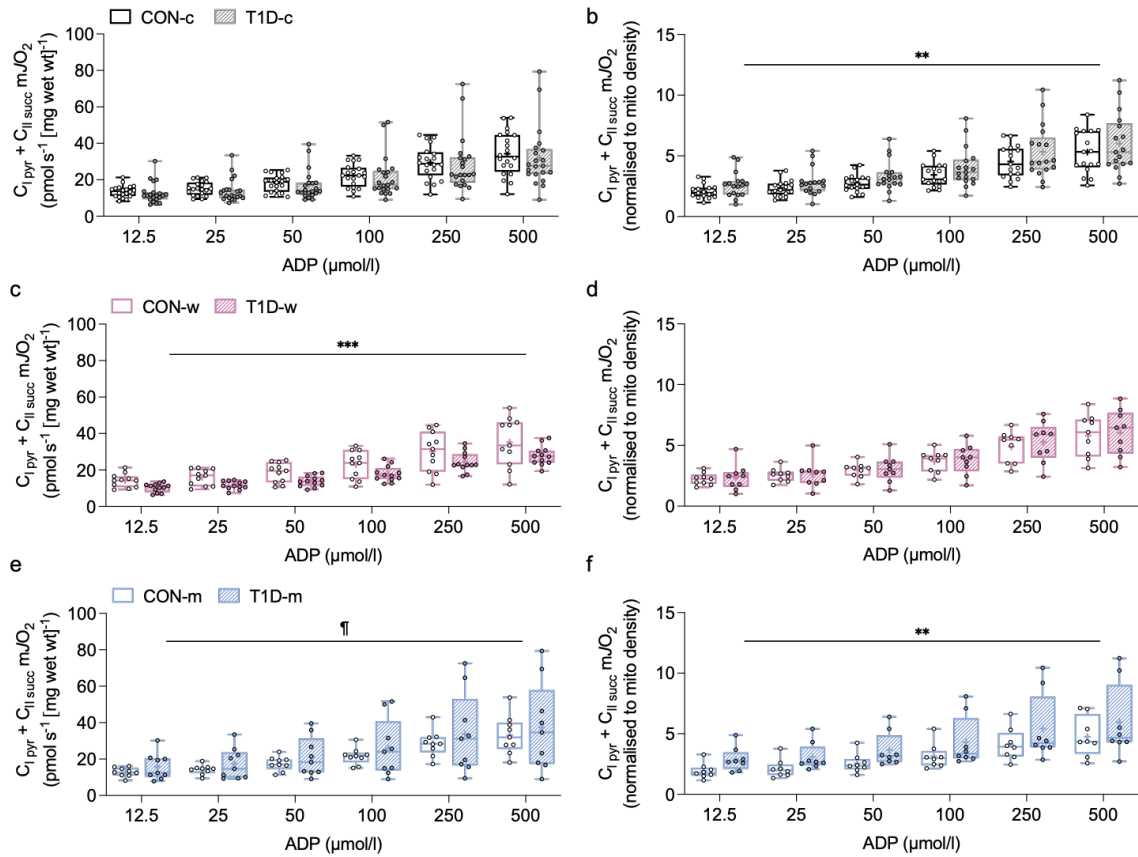 a
CON-c T1D-c
C I pyr + C II succ mJO2
(pmol s-1 [mg wet wt]-1)
100
80
60
40
20
0
12.5 25 50 100 250 500
ADP (µmol/l)
b
C I pyr + C II succ mJO2
(normalised to mito density)
15
10
5
0
**
12.5 25 50 100 250 500
ADP (µmol/l)
c
CON-w T1D-w
C I pyr + C II succ mJO2
(pmol s-1 [mg wet wt]-1)
100
80
60
40
20
0
***
12.5 25 50 100 250 500
ADP (µmol/l)
d
C I pyr + C II succ mJO2
(normalised to mito density)
15
10
5
0
12.5 25 50 100 250 500
ADP (µmol/l)
e
CON-m T1D-m
C I pyr + C II succ mJO2
(pmol s-1 [mg wet wt]-1)
100
80
60
40
20
0
¶
12.5 25 50 100 250 500
ADP (µmol/l)
f
C I pyr + C II succ mJO2
(normalised to mito density)
15
10
5
0
**
12.5 25 50 100 250 500
ADP (µmol/l)